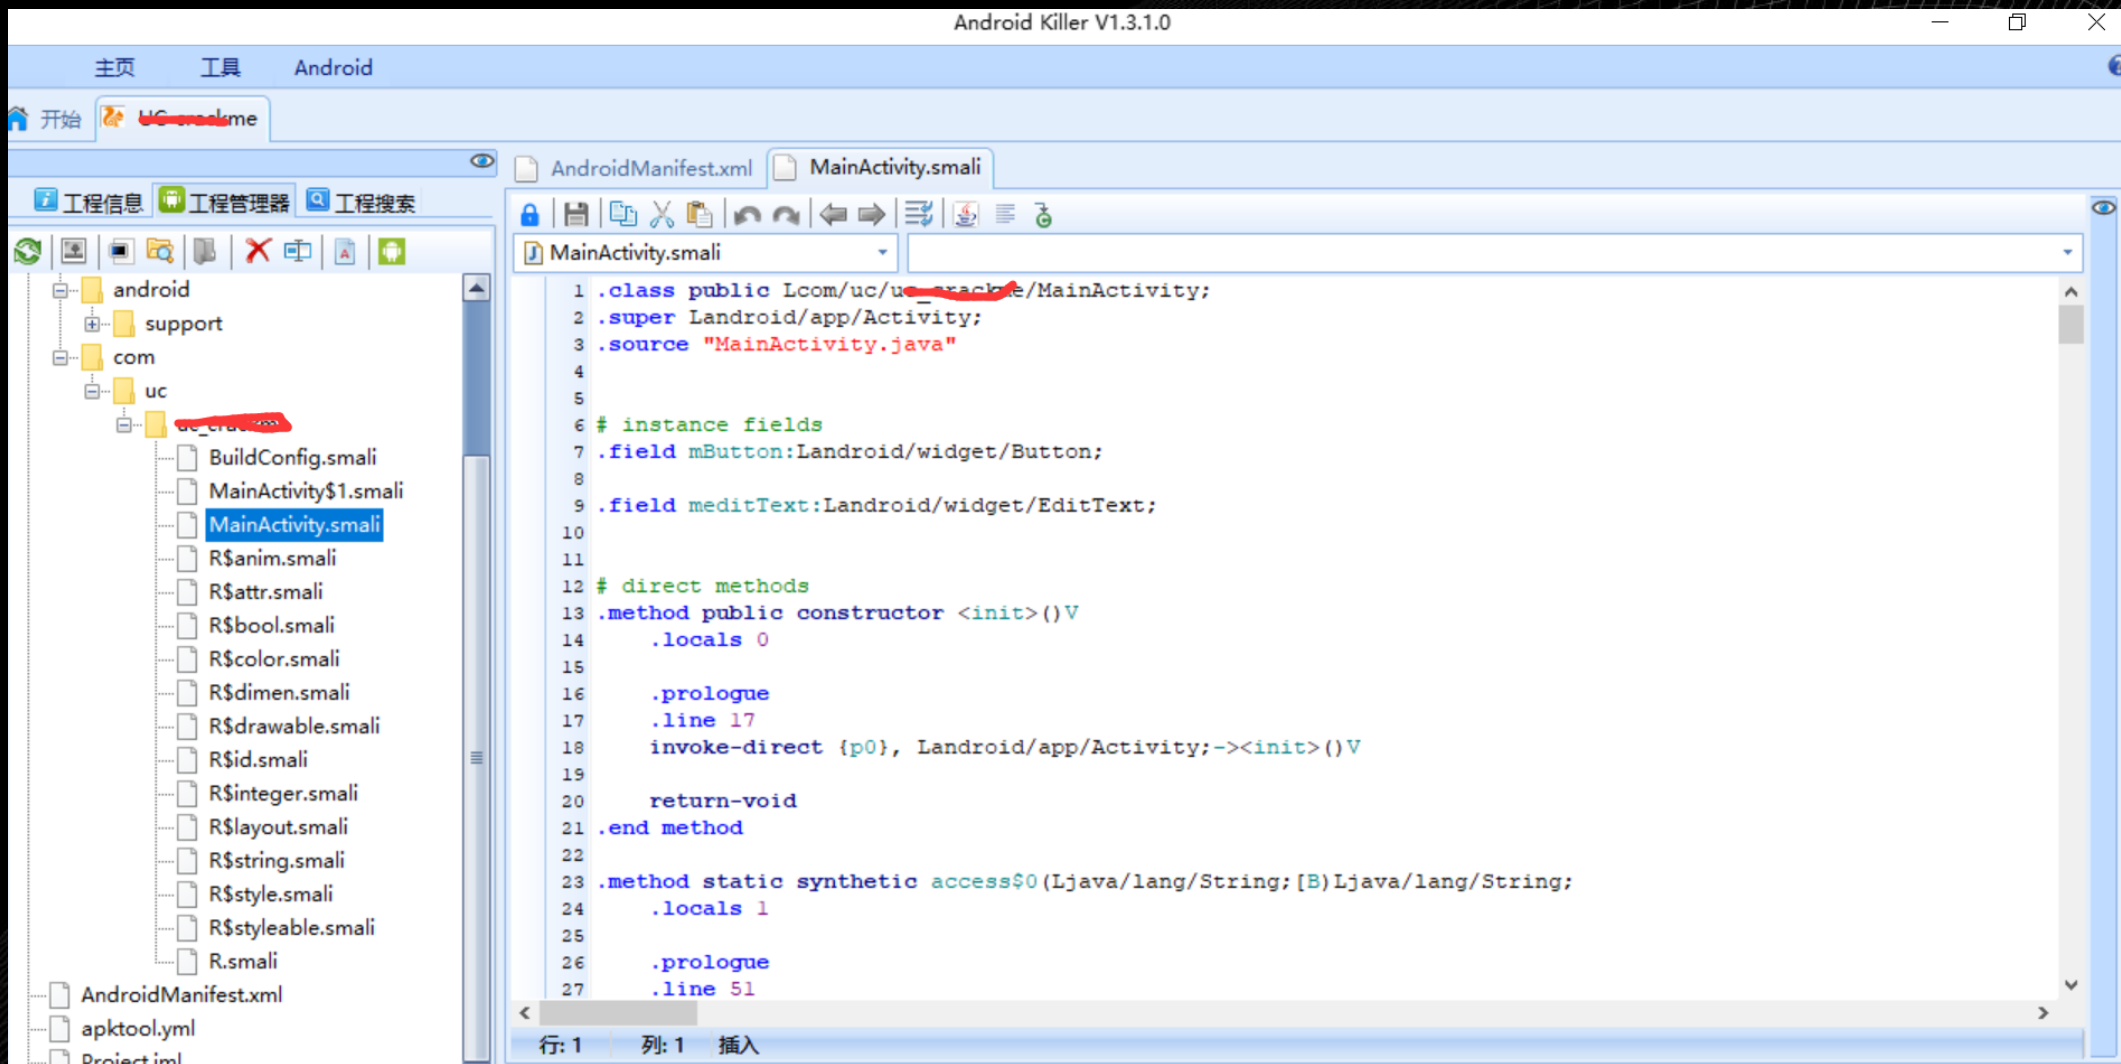 Android Killer V1.3.1.0
主页 工具 Android
开始 me
AndroidManifest.xml MainActivity.smali
工程信息 工程管理器 工程搜索
MainActivity.smali
android
support
com
uc
BuildConfig.smali
MainActivity$1.smali
MainActivity.smali
R$anim.smali
R$attr.smali
R$bool.smali
R$color.smali
R$dimen.smali
R$drawable.smali
R$id.smali
R$integer.smali
R$layout.smali
R$string.smali
R$style.smali
R$styleable.smali
R.smali
AndroidManifest.xml
apktool.yml
1 .class public Lcom/uc/ /MainActivity;
2 .super Landroid/app/Activity;
3 .source "MainActivity.java"
4
5
6 # instance fields
7 .field mButton:Landroid/widget/Button;
8
9 .field meditText:Landroid/widget/EditText;
10
11
12 # direct methods
13 .method public constructor <init>()V
14 .locals 0
15
16 .prologue
17 .line 17
18 invoke-direct {p0}, Landroid/app/Activity;-><init>()V
19
20 return-void
21 .end method
22
23 .method static synthetic access$0(Ljava/lang/String;[B)Ljava/lang/String;
24 .locals 1
25
26 .prologue
27 .line 51
行: 1 列: 1 插入